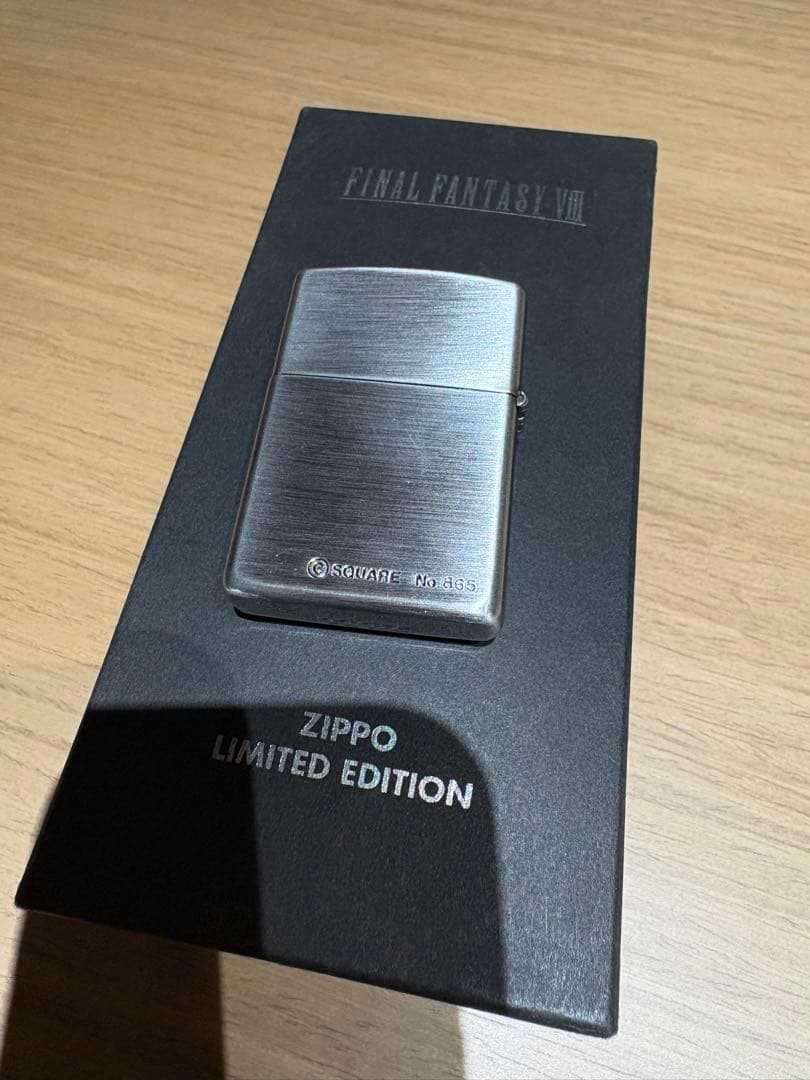 FINAL FANTASY VIII
© SQUARE No.865
ZIPPO
LIMITED EDITION